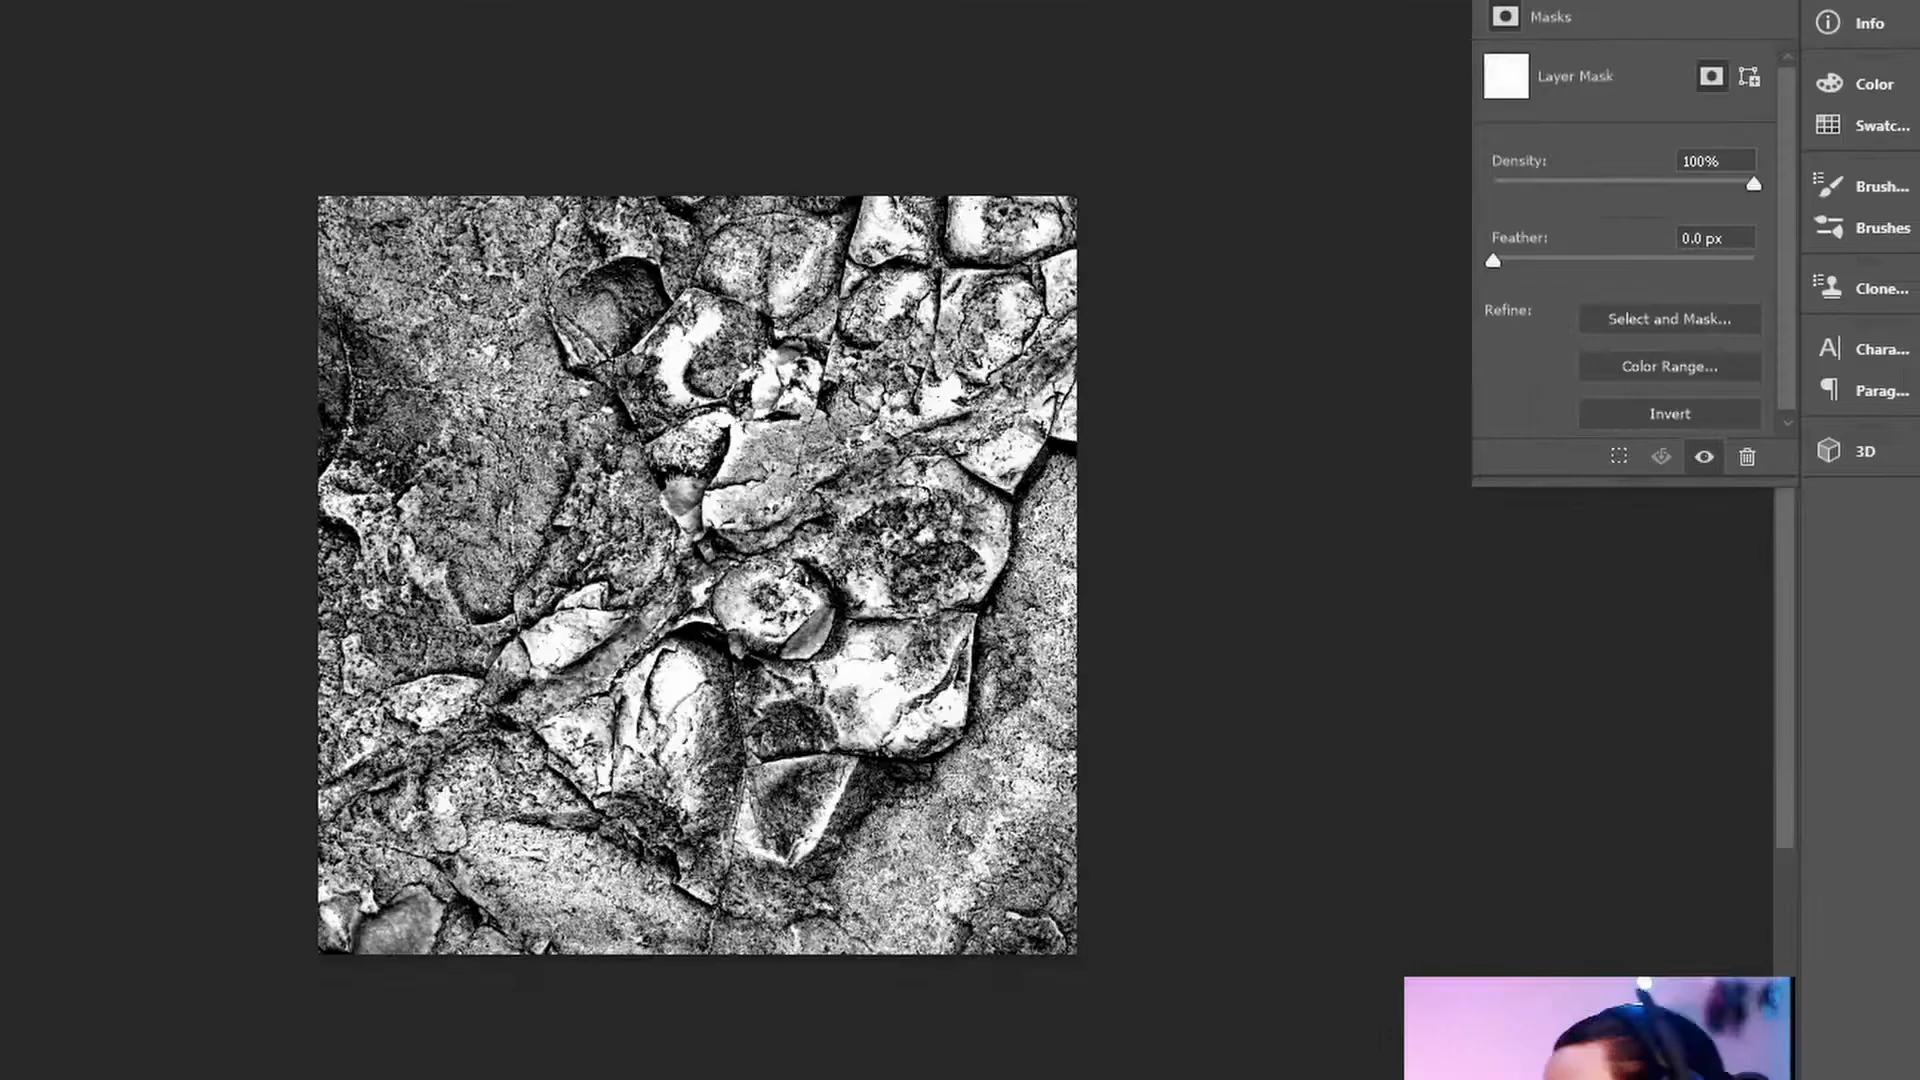 Masks
Layer Mask
Density:
100%
Feather:
0.0 px
Refine:
Select and Mask...
Color Range...
Invert
Info
Color
Swatc...
Brush...
Brushes
Clone...
A| Chara...
Parag...
3D